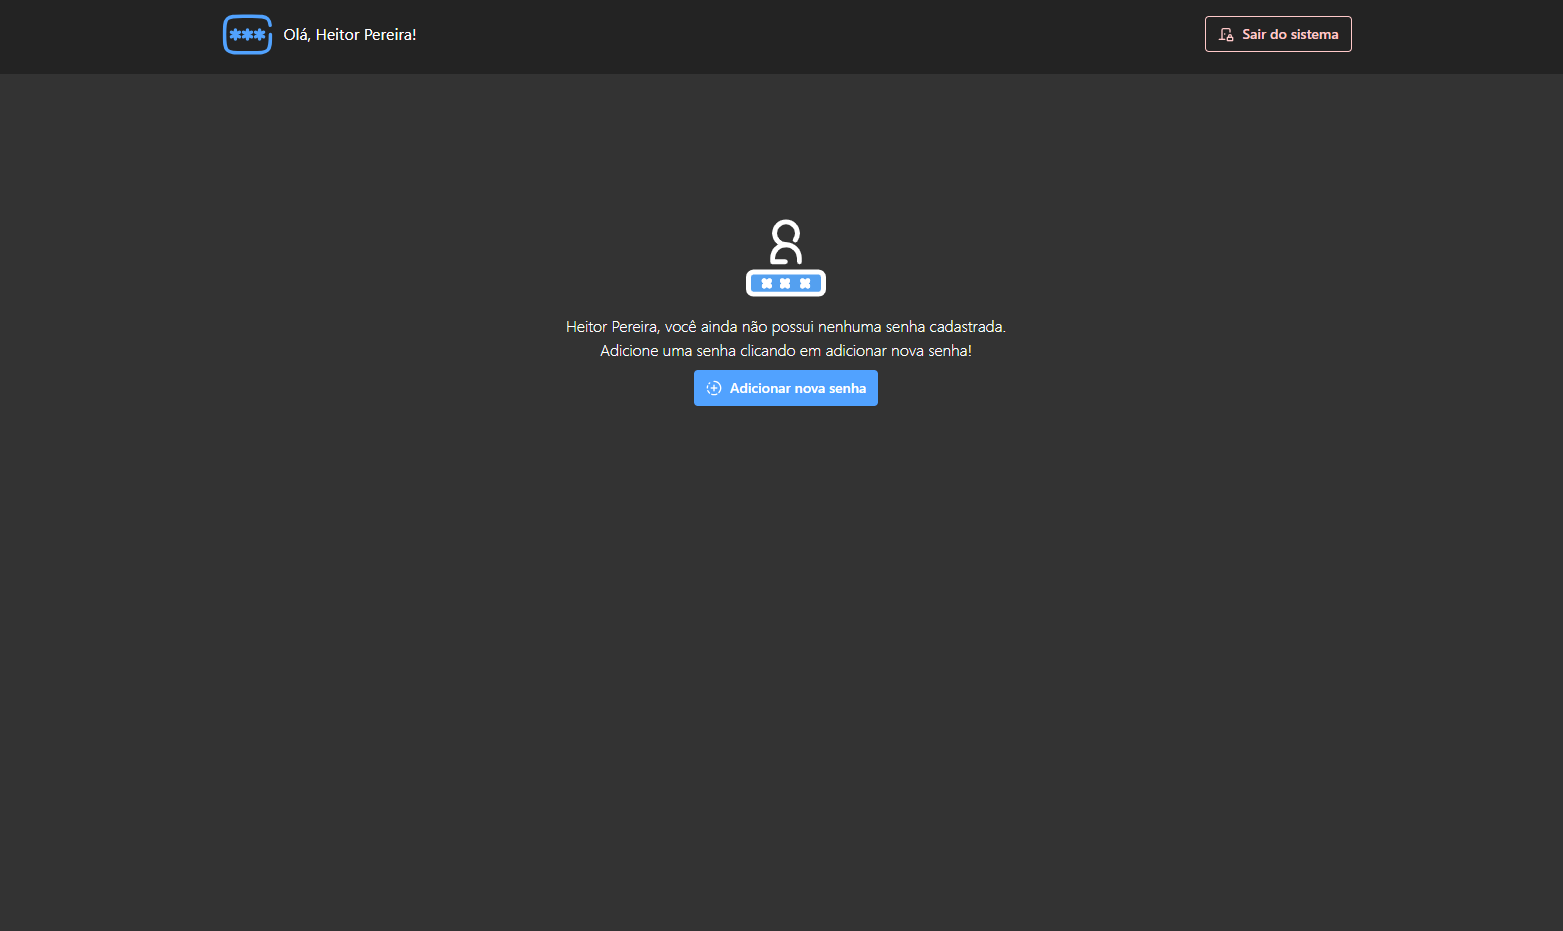 Olá, Heitor Pereira!
Sair do sistema
Heitor Pereira, você ainda não possui nenhuma senha cadastrada.
Adicione uma senha clicando em adicionar nova senha!
Adicionar nova senha